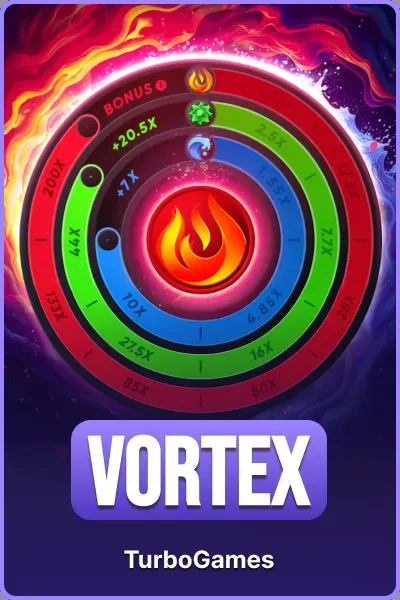 BONUS
+20.5X
+7X
200X
44X
10X
133X
27.5X
85X
2.5X
1.55X
12.5X
7.7X
4.85X
28X
16X
50X
VORTEX
TurboGames